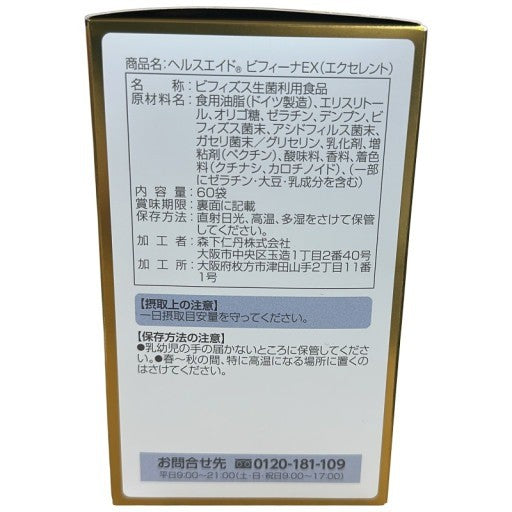 商品名:ヘルスエイド® ビフィーナEX(エクセレント)
名称:ビフィズス生菌利用食品
原材料名:食用油脂(ドイツ製造)、エリスリトー
ル、オリゴ糖、ゼラチン、デンプン、ビ
フィズス菌末、アシドフィルス菌末、
ガセリ菌末/グリセリン、乳化剤、増
粘剤(ペクチン)、酸味料、香料、着色
料(クチナシ、カロチノイド)、(一部
にゼラチン・大豆・乳成分を含む)
内容量:60袋
賞味期限:裏面に記載
保存方法:直射日光、高温、多湿をさけて保管
してください。
加工者:森下仁丹株式会社
大阪市中央区玉造1丁目2番40号
加工所:大阪府枚方市津田山手2丁目11番
1号
【摂取上の注意】
一日摂取目安量を守ってください。
【保存方法の注意】
●乳幼児の手の届かないところに保管してくださ
い。●春〜秋の間、特に高温になる場所に置くの
はさけてください。
お問合せ先 0120-181-109
平日9:00〜21:00(土・日・祝日9:00〜17:00)